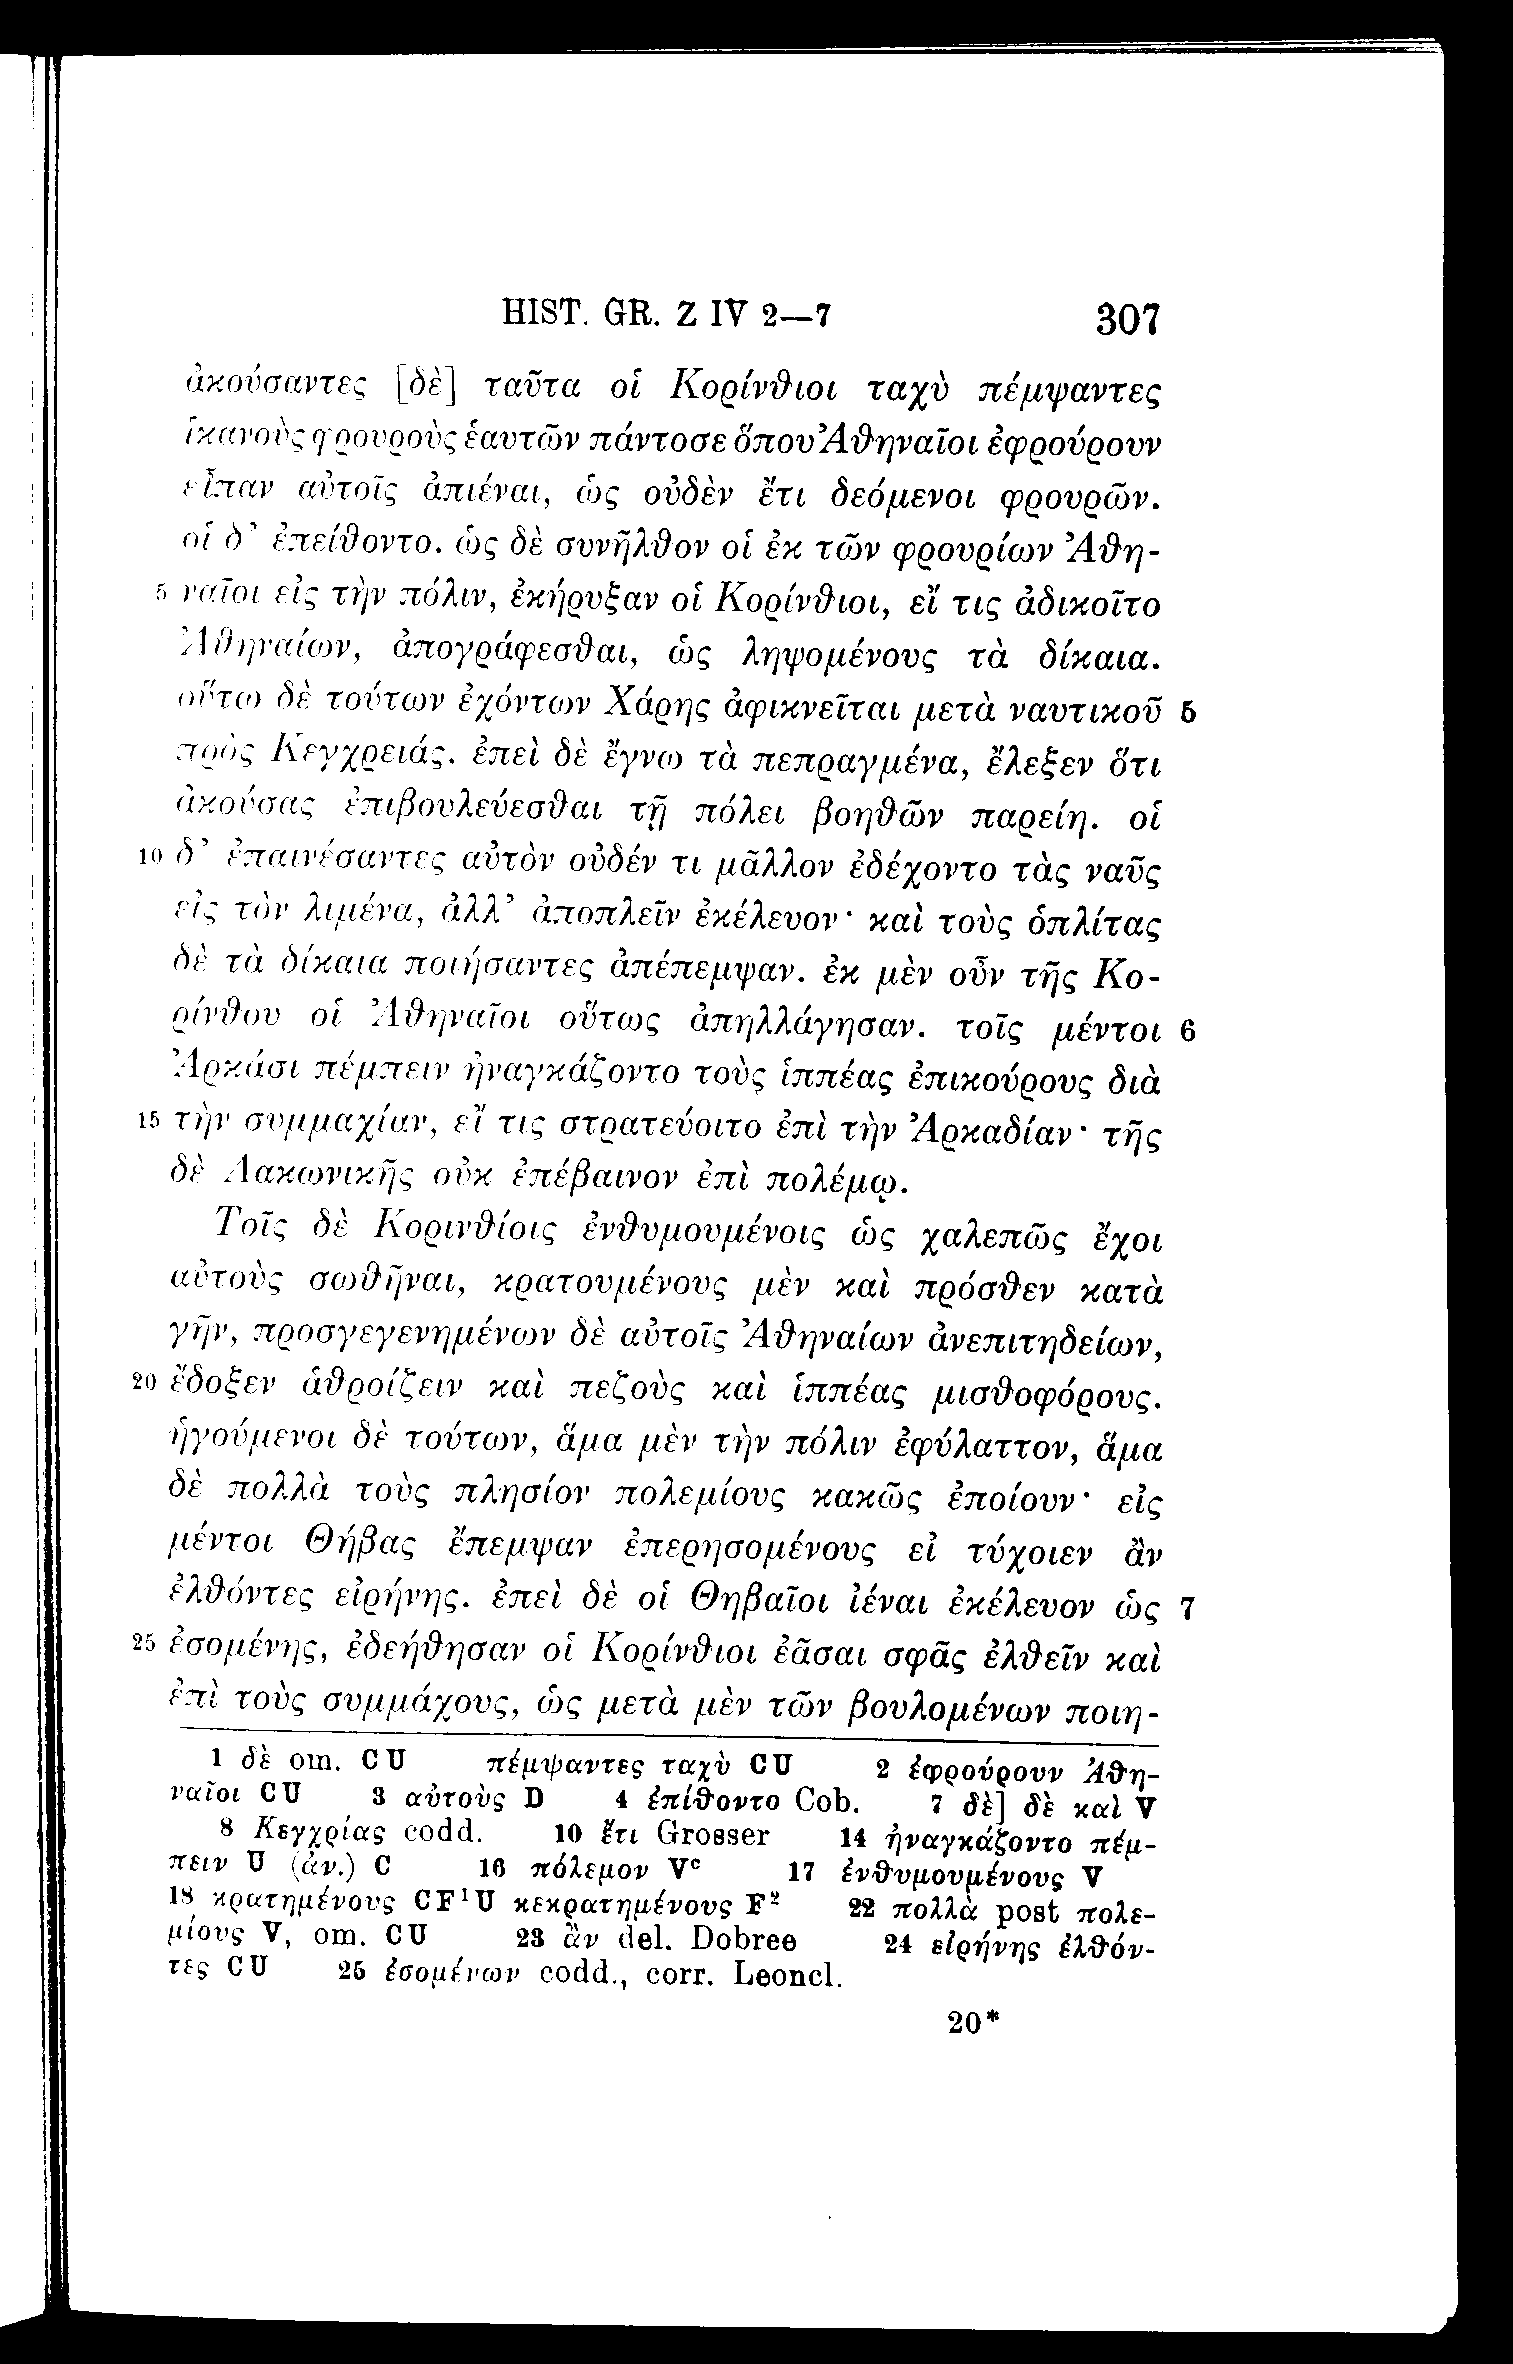 HIST. GR. Z IV 2—7 307
ἀκούσαντες [δὲ] ταῦτα οἱ Κορίνθιοι ταχὺ πέμψαντες
ἱκανοὺς φρουροὺς ἑαυτῶν πάντοσε ὅπου Ἀθηναῖοι ἐφρούρουν
εἶπαν αὐτοῖς ἀπιέναι, ὡς οὐδὲν ἔτι δεόμενοι φρουρῶν.
οἱ δ’ ἐπείθοντο. ὡς δὲ συνῆλθον οἱ ἐκ τῶν φρουρίων Ἀθη-
5 ναῖοι εἰς τὴν πόλιν, ἐκήρυξαν οἱ Κορίνθιοι, εἴ τις ἀδικοῖτο
Ἀθηναίων, ἀπογράφεσθαι, ὡς ληψομένους τὰ δίκαια.
οὕτω δὲ τούτων ἐχόντων Χάρης ἀφικνεῖται μετὰ ναυτικοῦ 5
πρὸς Κεγχρειάς. ἐπεὶ δὲ ἔγνω τὰ πεπραγμένα, ἔλεξεν ὅτι
ἀκούσας ἐπιβουλεύεσθαι τῇ πόλει βοηθῶν παρείη. οἱ
10 δ’ ἐπαινέσαντες αὐτὸν οὐδέν τι μᾶλλον ἐδέχοντο τὰς ναῦς
εἰς τὸν λιμένα, ἀλλ’ ἀποπλεῖν ἐκέλευον· καὶ τοὺς ὁπλίτας
δὲ τὰ δίκαια ποιήσαντες ἀπέπεμψαν. ἐκ μὲν οὖν τῆς Κο-
ρίνθου οἱ Ἀθηναῖοι οὕτως ἀπηλλάγησαν. τοῖς μέντοι 6
Ἀρκάσι πέμπειν ἠναγκάζοντο τοὺς ἱππέας ἐπικούρους διὰ
15 τὴν συμμαχίαν, εἴ τις στρατεύοιτο ἐπὶ τὴν Ἀρκαδίαν· τῆς
δὲ Λακωνικῆς οὐκ ἐπέβαινον ἐπὶ πολέμῳ.
Τοῖς δὲ Κορινθίοις ἐνθυμουμένοις ὡς χαλεπῶς ἔχοι
αὐτοὺς σωθῆναι, κρατουμένους μὲν καὶ πρόσθεν κατὰ
γῆν, προσγεγενημένων δὲ αὐτοῖς Ἀθηναίων ἀνεπιτηδείων,
20 ἔδοξεν ἁθροίζειν καὶ πεζοὺς καὶ ἱππέας μισθοφόρους.
ἡγούμενοι δὲ τούτων, ἅμα μὲν τὴν πόλιν ἐφύλαττον, ἅμα
δὲ πολλὰ τοὺς πλησίον πολεμίους κακῶς ἐποίουν· εἰς
μέντοι Θήβας ἔπεμψαν ἐπερησομένους εἰ τύχοιεν ἂν
ἐλθόντες εἰρήνης. ἐπεὶ δὲ οἱ Θηβαῖοι ἰέναι ἐκέλευον ὡς 7
25 ἐσομένης, ἐδεήθησαν οἱ Κορίνθιοι ἐᾶσαι σφᾶς ἐλθεῖν καὶ
ἐπὶ τοὺς συμμάχους, ὡς μετὰ μὲν τῶν βουλομένων ποιη-
1 δὲ om. CU πέμψαντες ταχὺ CU 2 ἐφρούρουν Ἀθη-
ναῖοι CU 3 αὐτοὺς D 4 ἐπίθοντο Cob. 7 δὲ] δὲ καὶ V
8 Κεγχρίας codd. 10 ἔτι Grosser 14 ἠναγκάζοντο πέμ-
πειν U (ἀν.) C 16 πόλεμον Vᶜ 17 ἐνθυμουμένους V
18 κρατημένους CF¹U κεκρατημένους F² 22 πολλὰ post πολε-
μίους V, om. CU 23 ἂν del. Dobree 24 εἰρήνης ἐλθόν-
τες CU 25 ἐσομένων codd., corr. Leoncl.
20*